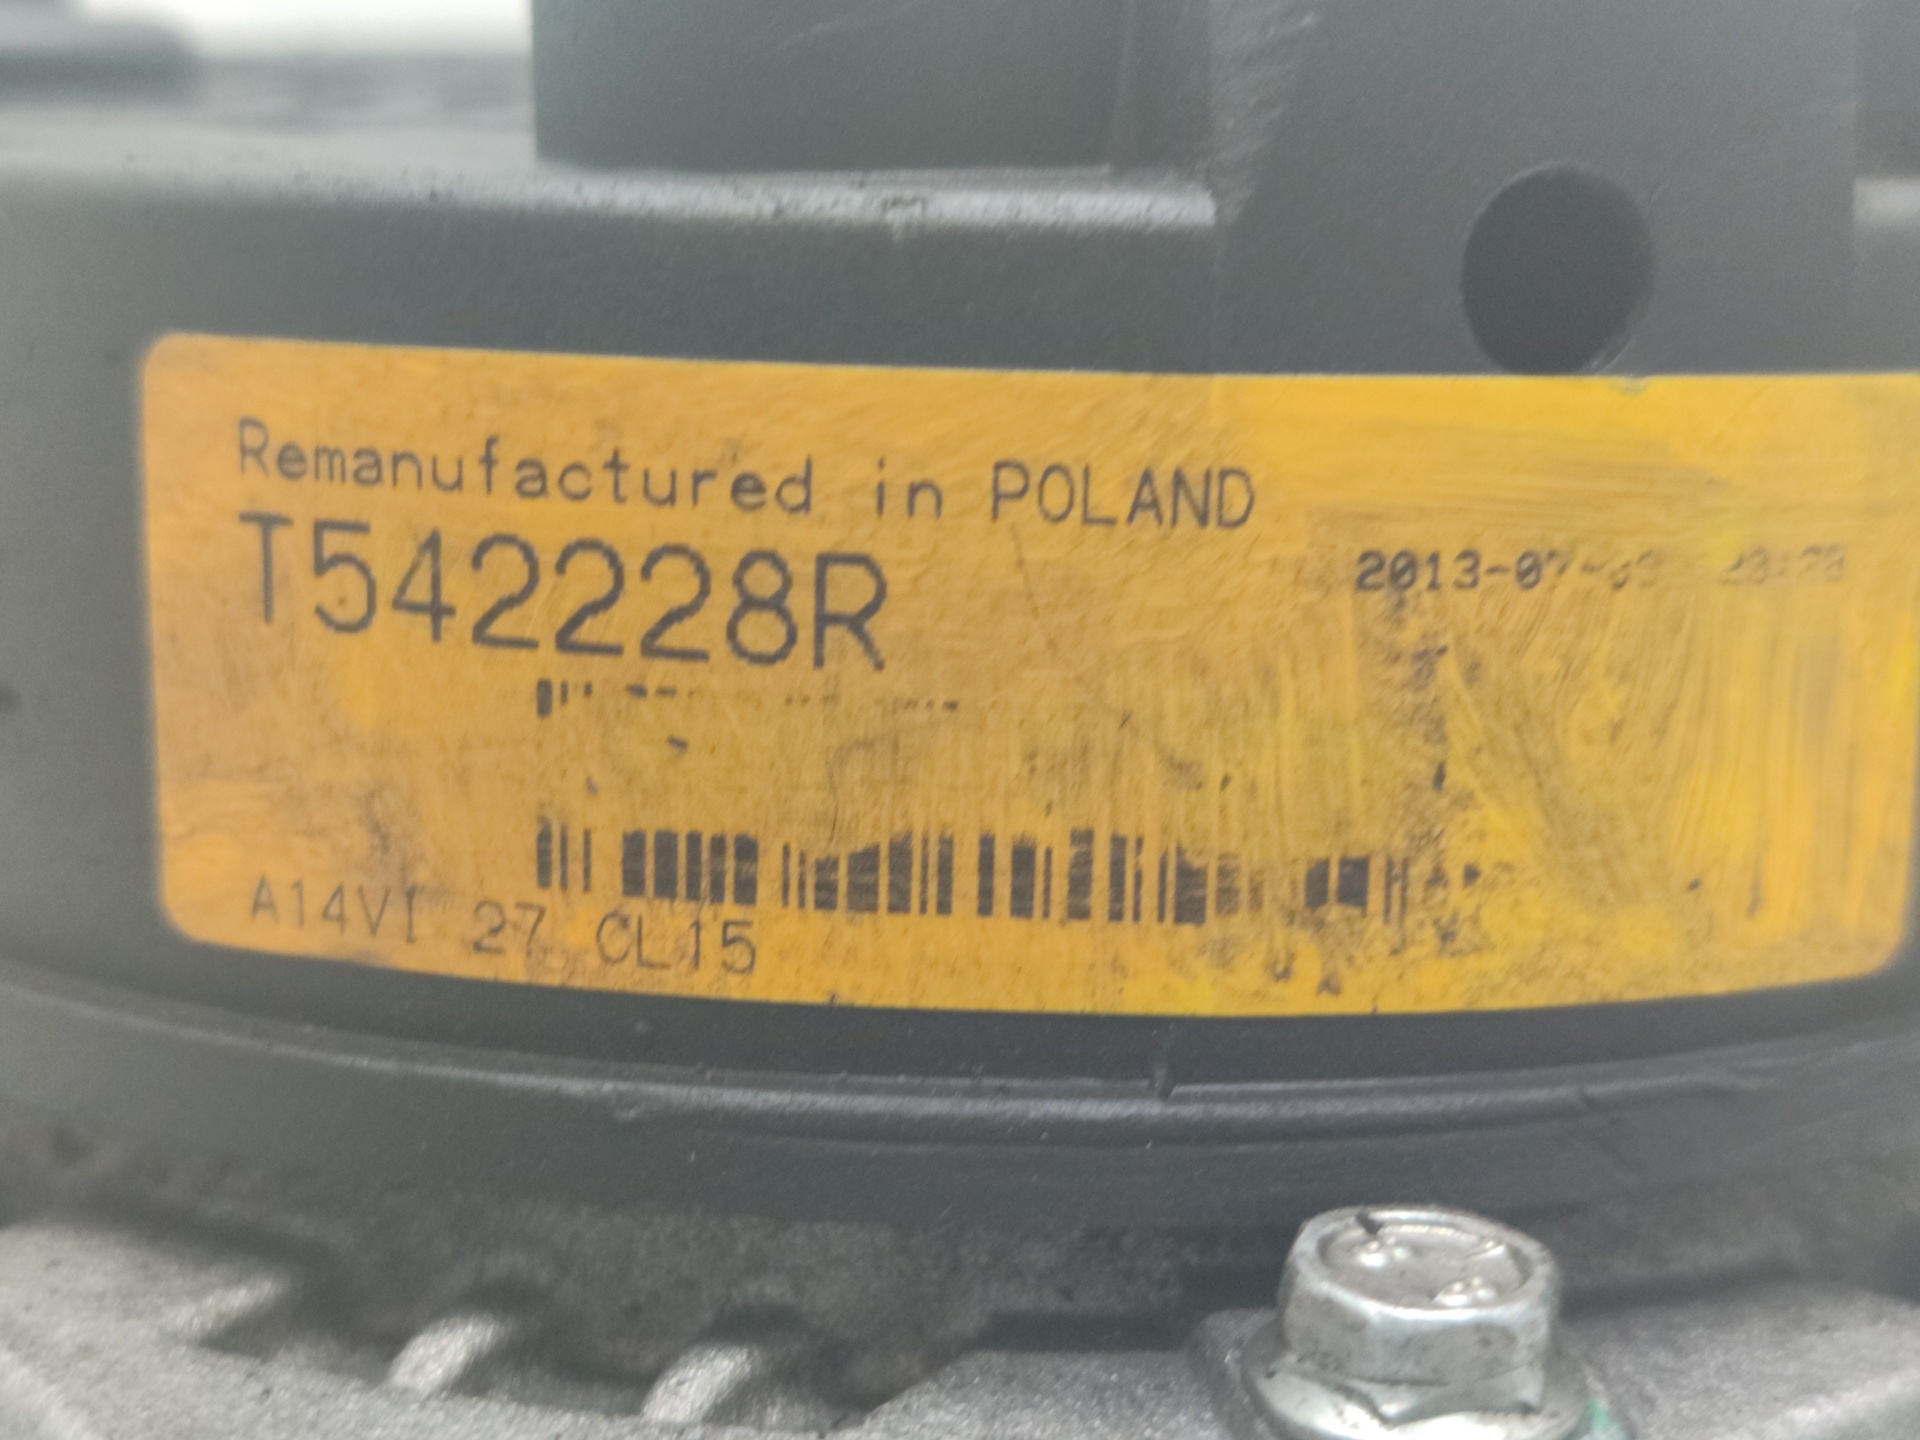 Remanufactured in POLAND
T542228R
A14VI 27 CL15